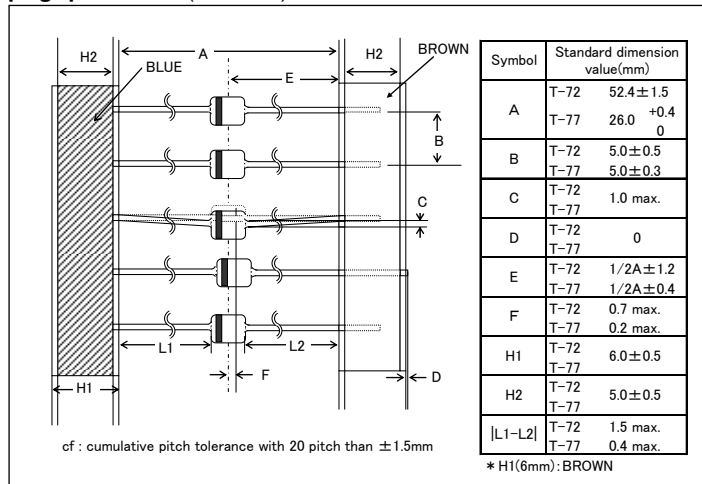 H2
BLUE
A
E
H2
BROWN
B
C
L1
L2
H1
F
D
cf : cumulative pitch tolerance with 20 pitch than ±1.5mm
Symbol Standard dimension
value(mm)
A T-72 52.4±1.5
T-77 26.0 +0.4
0
B T-72 5.0±0.5
T-77 5.0±0.3
C T-72 1.0 max.
T-77
D T-72 0
T-77
E T-72 1/2A±1.2
T-77 1/2A±0.4
F T-72 0.7 max.
T-77 0.2 max.
H1 T-72 6.0±0.5
T-77
H2 T-72 5.0±0.5
T-77
|L1-L2| T-72 1.5 max.
T-77 0.4 max.
* H1(6mm): BROWN